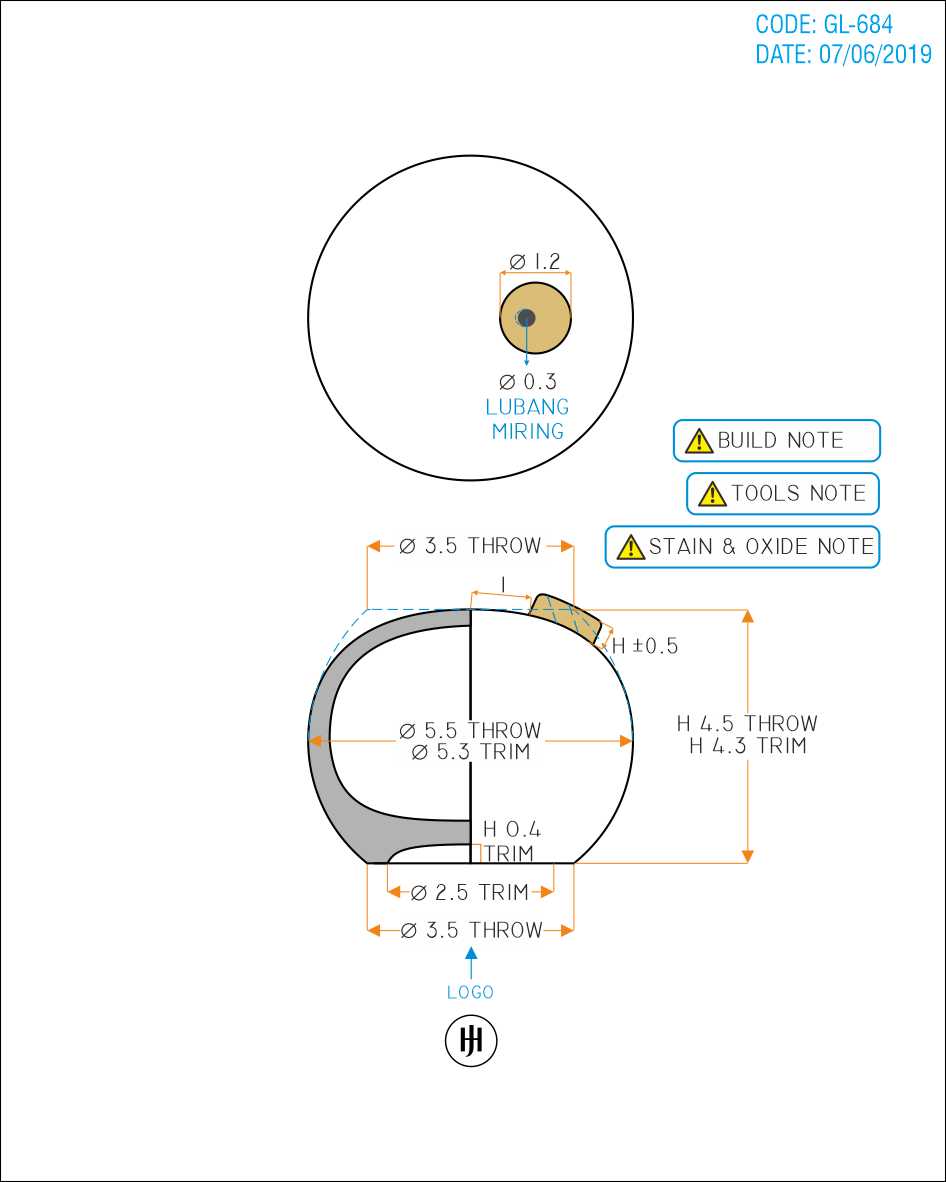 CODE: GL-684
DATE: 07/06/2019
Ø 1.2
Ø 0.3
LUBANG
MIRING
BUILD NOTE
TOOLS NOTE
STAIN & OXIDE NOTE
Ø 3.5 THROW
1
H ±0.5
Ø 5.5 THROW
Ø 5.3 TRIM
H 4.5 THROW
H 4.3 TRIM
H 0.4
TRIM
Ø 2.5 TRIM
Ø 3.5 THROW
LOGO